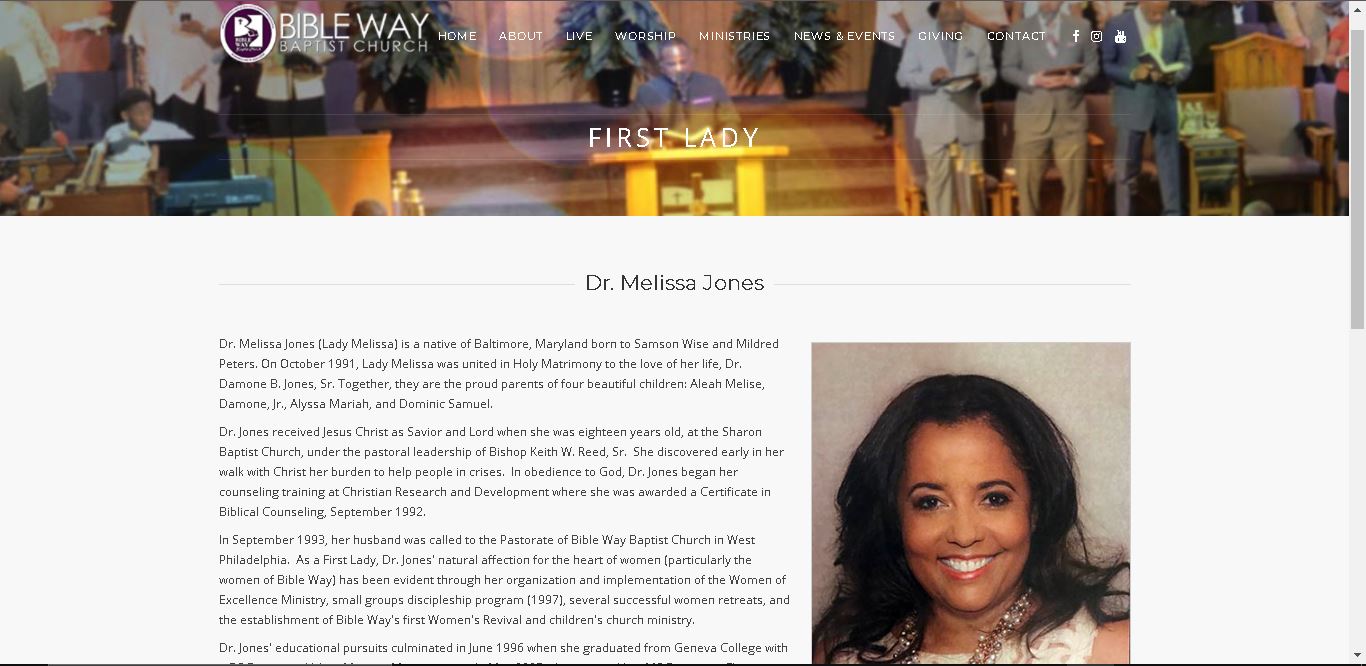 BIBLE WAY
BAPTIST CHURCH
BIBLE WAY
HOME ABOUT LIVE WORSHIP MINISTRIES NEWS & EVENTS GIVING CONTACT
FIRST LADY
Dr. Melissa Jones
Dr. Melissa Jones (Lady Melissa) is a native of Baltimore, Maryland born to Samson Wise and Mildred
Peters. On October 1991, Lady Melissa was united in Holy Matrimony to the love of her life, Dr.
Damone B. Jones, Sr. Together, they are the proud parents of four beautiful children: Aleah Melise,
Damone, Jr., Alyssa Mariah, and Dominic Samuel.
Dr. Jones received Jesus Christ as Savior and Lord when she was eighteen years old, at the Sharon
Baptist Church, under the pastoral leadership of Bishop Keith W. Reed, Sr.  She discovered early in her
walk with Christ her burden to help people in crises.  In obedience to God, Dr. Jones began her
counseling training at Christian Research and Development where she was awarded a Certificate in
Biblical Counseling, September 1992.
In September 1993, her husband was called to the Pastorate of Bible Way Baptist Church in West
Philadelphia.  As a First Lady, Dr. Jones' natural affection for the heart of women (particularly the
women of Bible Way) has been evident through her organization and implementation of the Women of
Excellence Ministry, small groups discipleship program (1997), several successful women retreats, and
the establishment of Bible Way's first Women's Revival and children's church ministry.
Dr. Jones' educational pursuits culminated in June 1996 when she graduated from Geneva College with